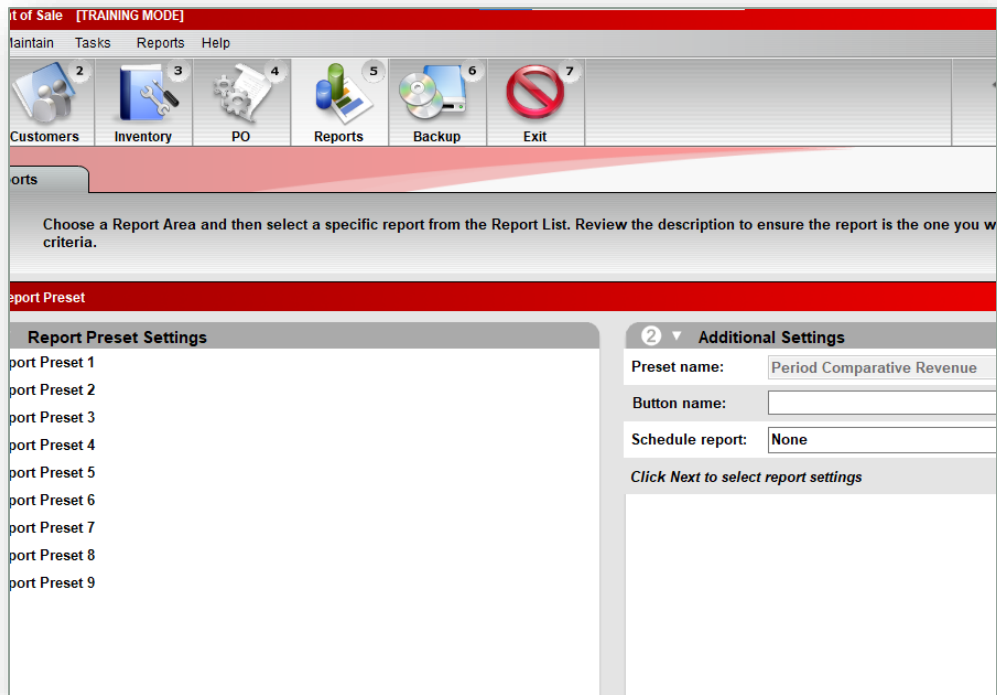 t of Sale [TRAINING MODE]
Maintain Tasks Reports Help
2 3 4 5 6 7
Customers Inventory PO Reports Backup Exit
orts
Choose a Report Area and then select a specific report from the Report List. Review the description to ensure the report is the one you w
criteria.
eport Preset
Report Preset Settings
port Preset 1
port Preset 2
port Preset 3
port Preset 4
port Preset 5
port Preset 6
port Preset 7
port Preset 8
port Preset 9
2 Additional Settings
Preset name: Period Comparative Revenue
Button name:
Schedule report: None
Click Next to select report settings